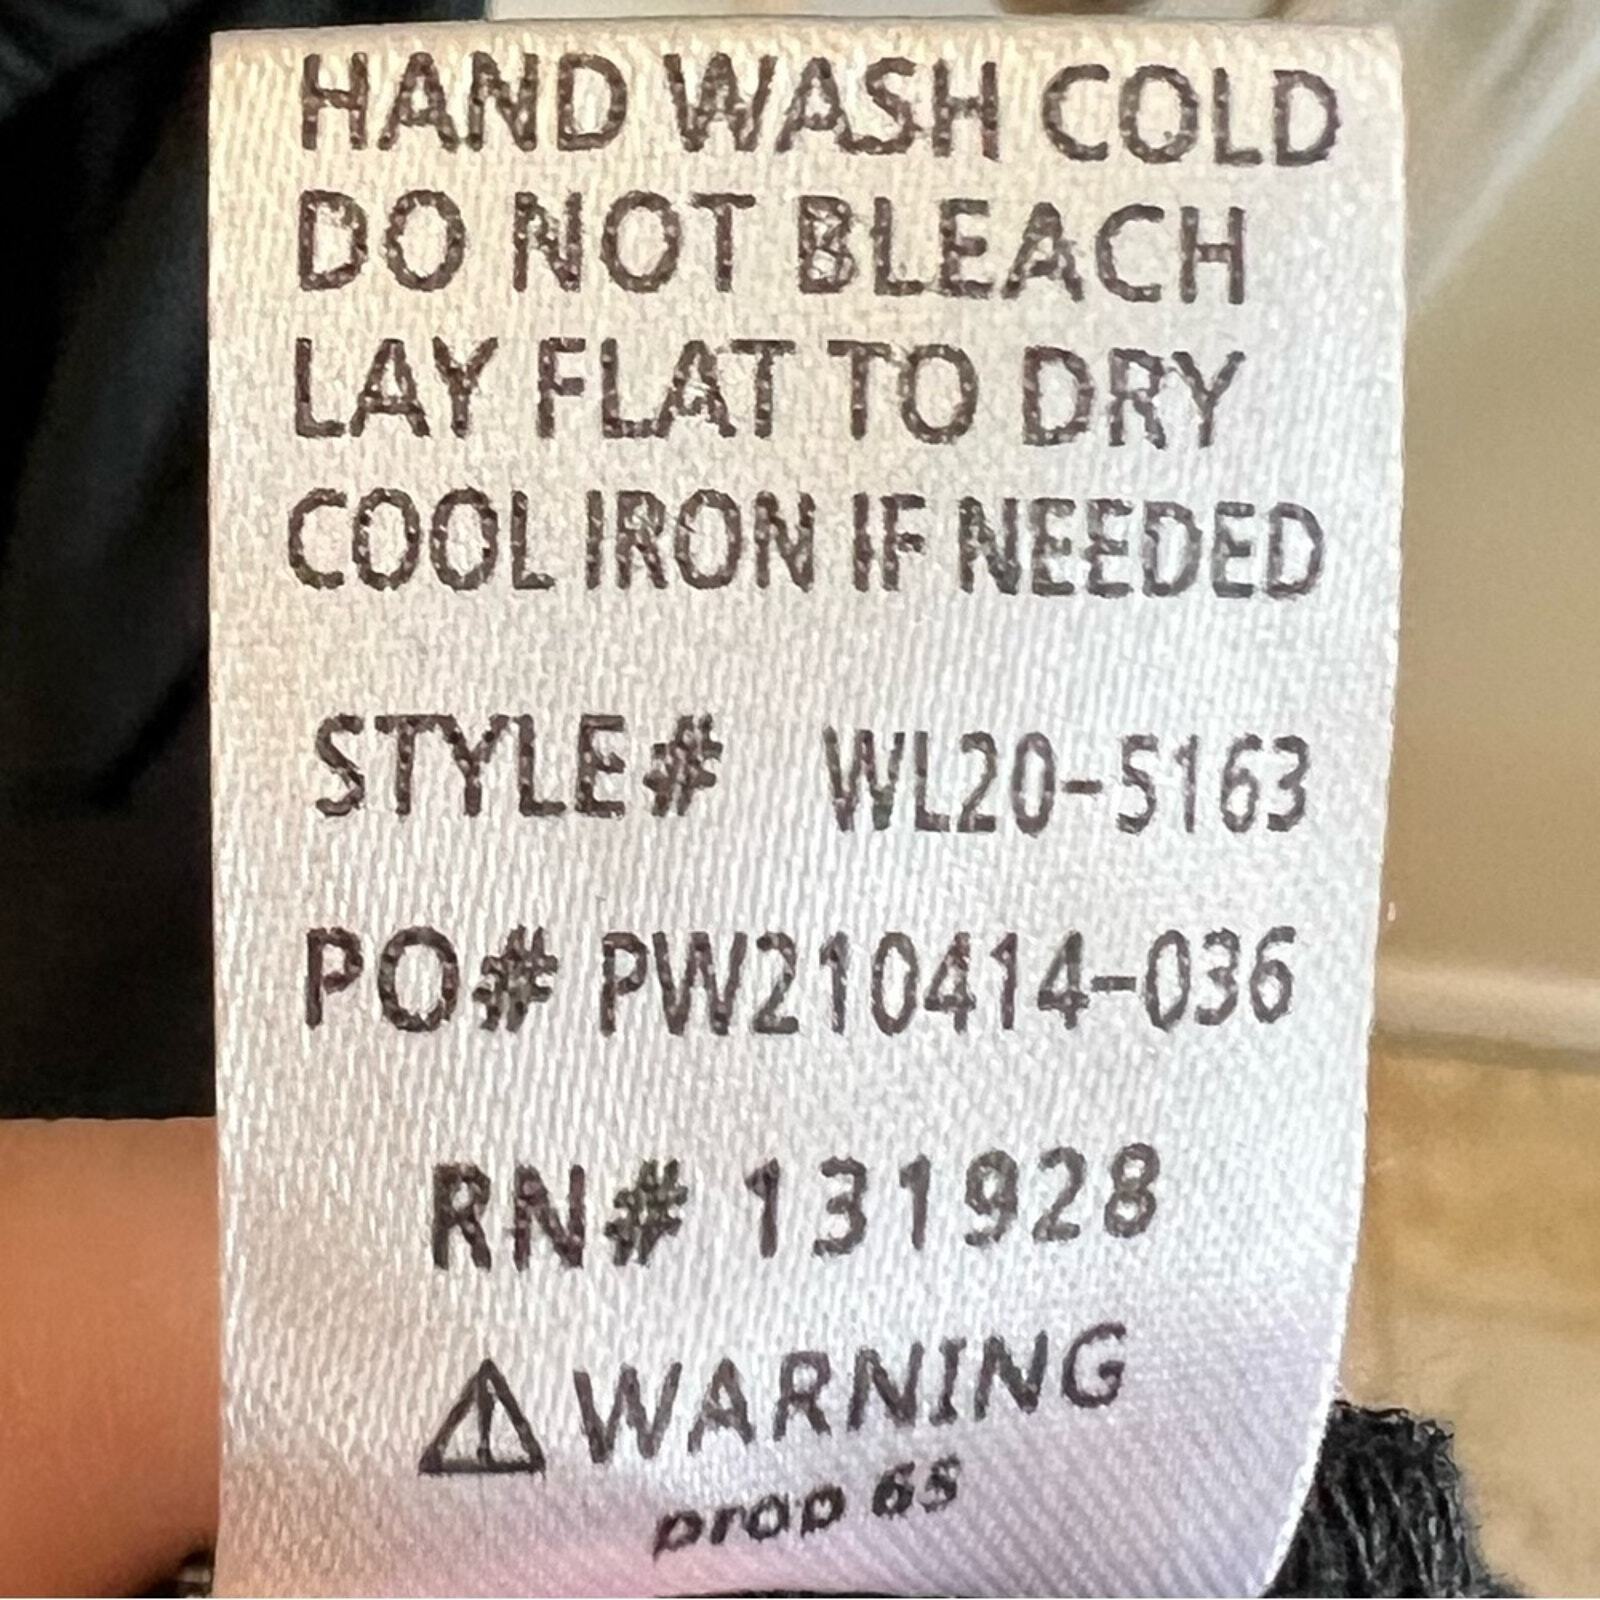 HAND WASH COLD
DO NOT BLEACH
LAY FLAT TO DRY
COOL IRON IF NEEDED
STYLE# WL20-5163
PO# PW210414-036
RN# 131928
⚠WARNING
prop 65